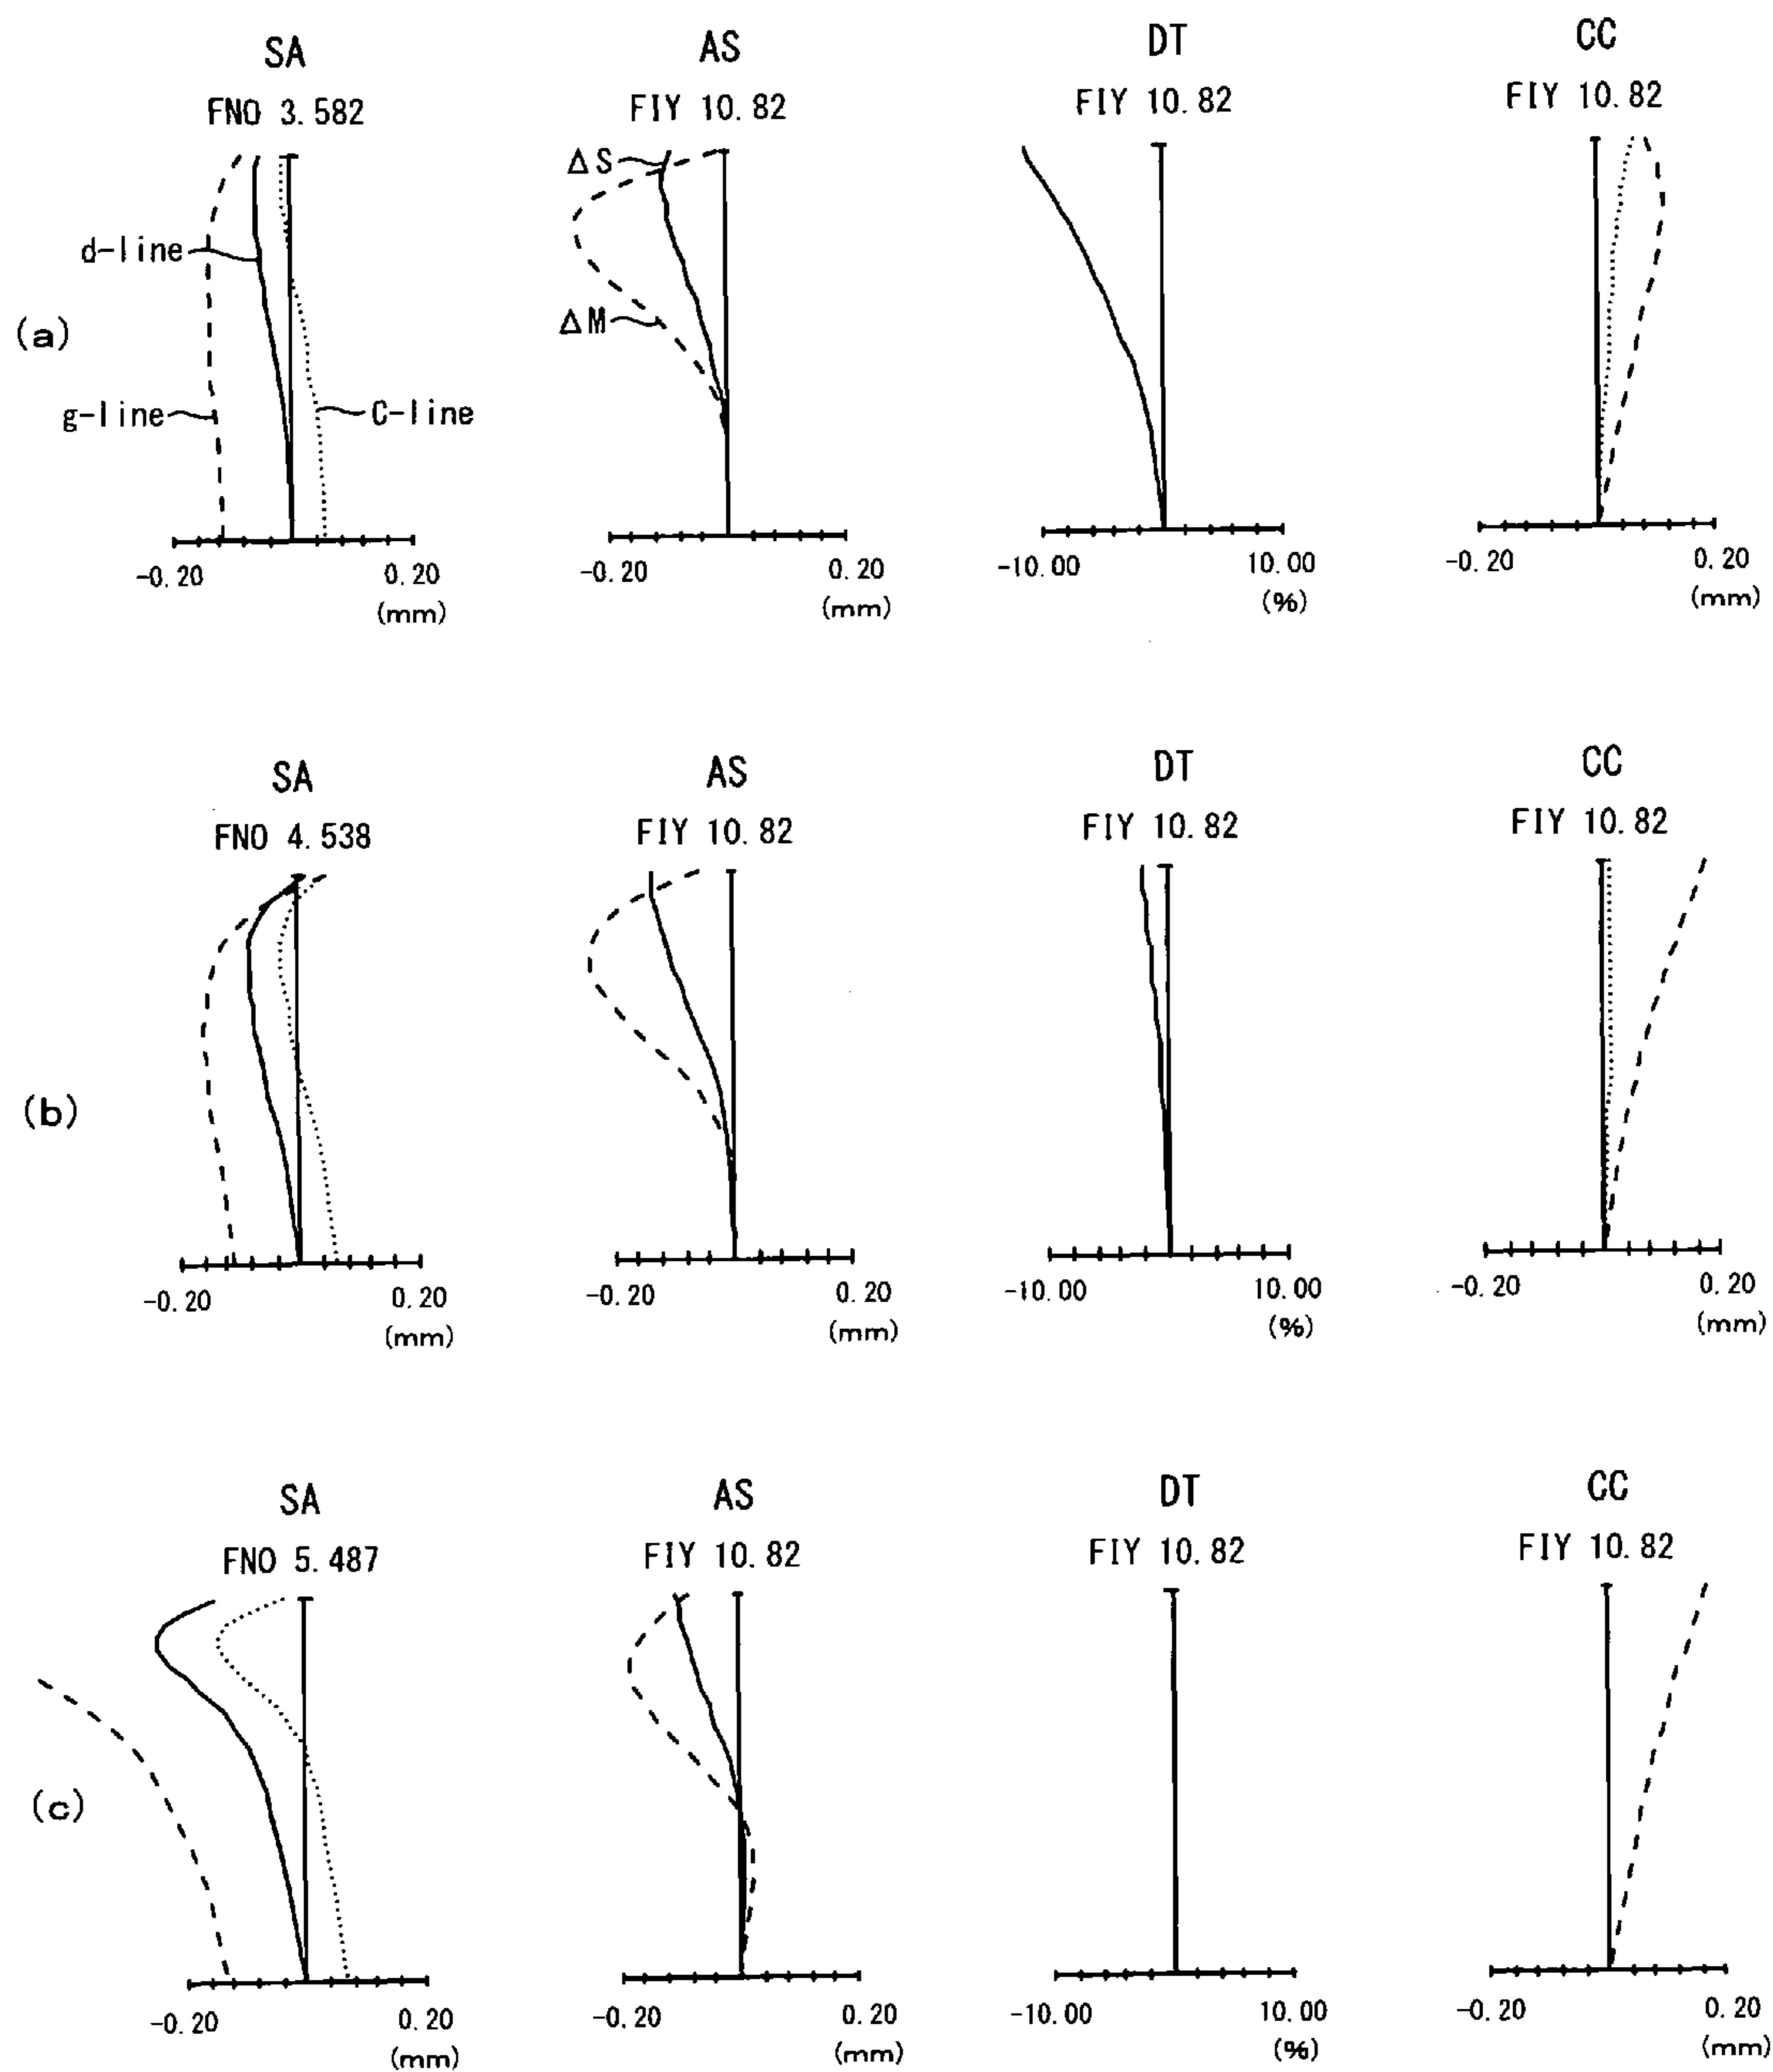 SA AS DT CC
FNO 3.582 FIY 10.82 FIY 10.82 FIY 10.82
ΔS
d-line
(a)
ΔM
g-line C-line
-0.20 0.20 -0.20 0.20 -10.00 10.00 -0.20 0.20
(mm) (mm) (%) (mm)
SA AS DT CC
FNO 4.538 FIY 10.82 FIY 10.82 FIY 10.82
(b)
-0.20 0.20 -0.20 0.20 -10.00 10.00 -0.20 0.20
(mm) (mm) (%) (mm)
SA AS DT CC
FNO 5.487 FIY 10.82 FIY 10.82 FIY 10.82
(c)
-0.20 0.20 -0.20 0.20 -10.00 10.00 -0.20 0.20
(mm) (mm) (%) (mm)